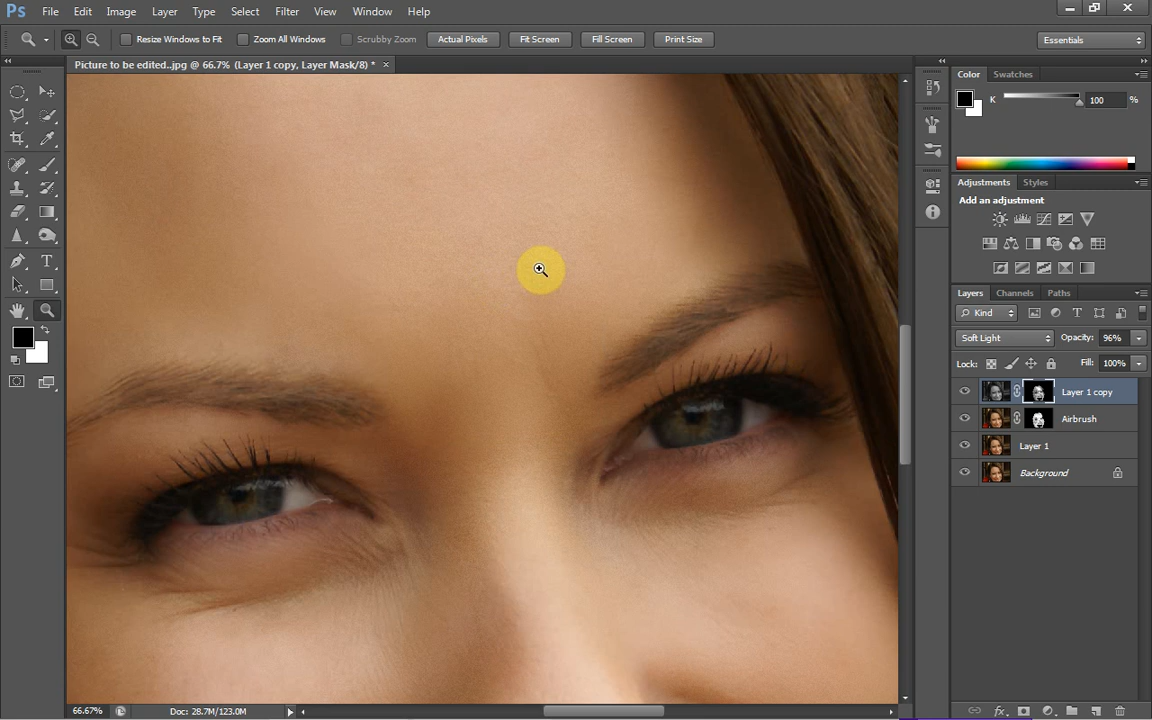 Ps File Edit Image Layer Type Select Filter View Window Help
Resize Windows to Fit Zoom All Windows Scrubby Zoom Actual Pixels Fit Screen Fill Screen Print Size Essentials
Picture to be edited..jpg @ 66.7% (Layer 1 copy, Layer Mask/8) * ×
Color Swatches
K 100 %
Adjustments Styles
Add an adjustment
T
Layers Channels Paths
Kind T
Soft Light Opacity: 96%
Lock: Fill: 100%
Layer 1 copy
Airbrush
Layer 1
Background
66.67% Doc: 28.7M/123.0M fx